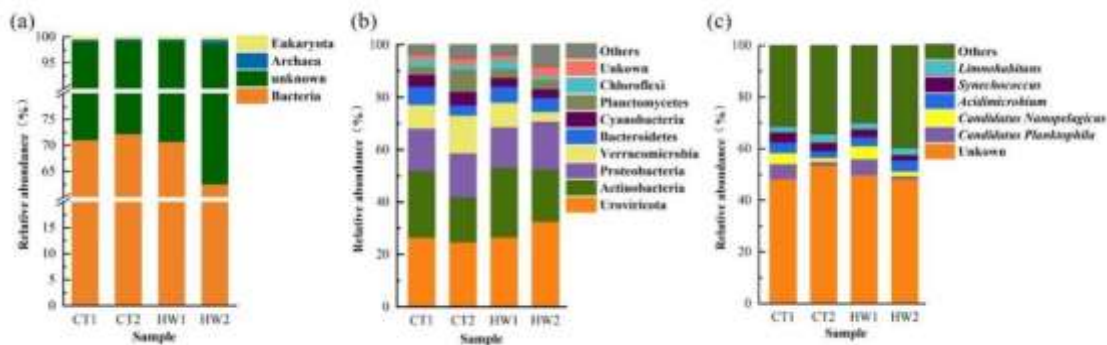 (a)
Relative abundance (%)
100
95
75
70
65
15
10
5
0
CT1 CT2 HW1 HW2
Sample
Eukaryota
Archaea
unknown
Bacteria
(b)
Relative abundance (%)
100
80
60
40
20
0
CT1 CT2 HW1 HW2
Sample
Others
Unkown
Chloroflexi
Planctomycetes
Cyanobacteria
Bacteroidetes
Verrucomicrobia
Proteobacteria
Actinobacteria
Uroviricota
(c)
Relative abundance (%)
100
80
60
40
20
0
CT1 CT2 HW1 HW2
Sample
Others
Limnohabitans
Synechococcus
Acidimicrobium
Candidatus Nanopelagicus
Candidatus Planktophila
Unkown